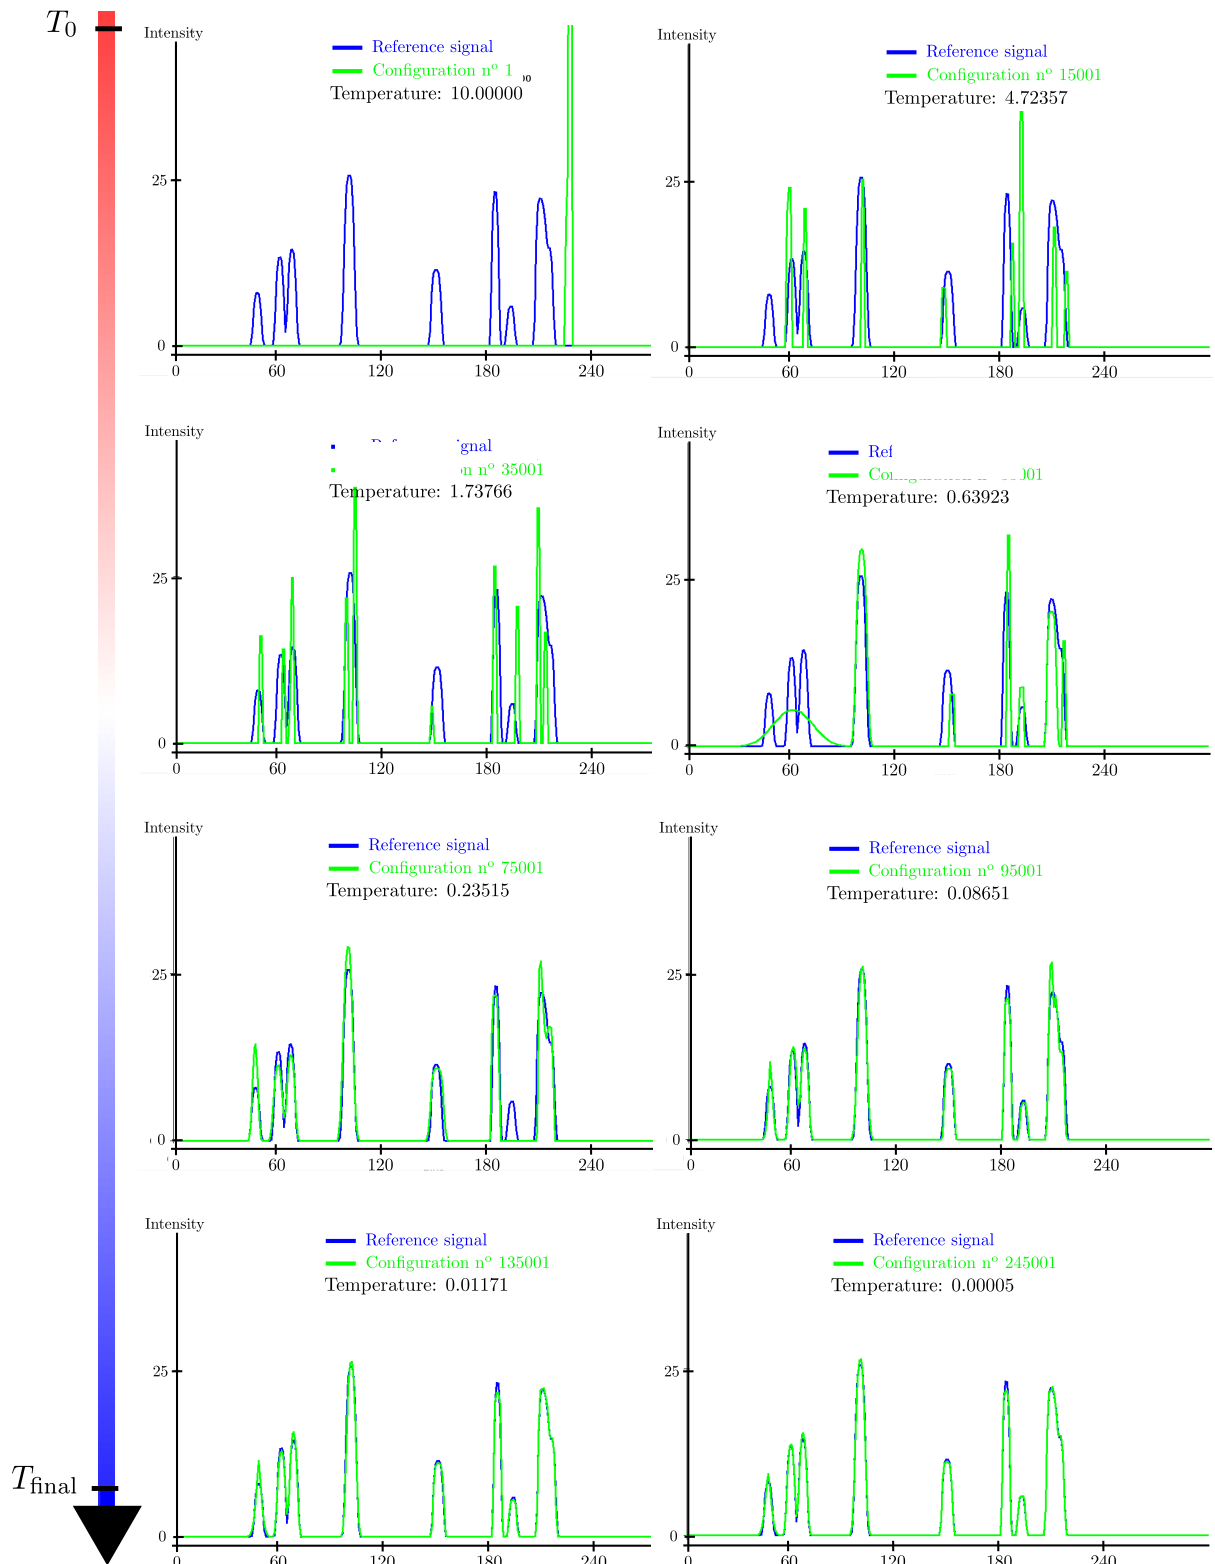 T0
Intensity
Reference signal
Configuration nº 1
Temperature: 10.00000
25
0
0 60 120 180 240
Intensity
Reference signal
Configuration nº 15001
Temperature: 4.72357
25
0
0 60 120 180 240
Intensity
ignal
n nº 35001
Temperature: 1.73766
25
0
0 60 120 180 240
Intensity
Ref
001
Temperature: 0.63923
25
0
0 60 120 180 240
Intensity
Reference signal
Configuration nº 75001
Temperature: 0.23515
25
0
0 60 120 180 240
Intensity
Reference signal
Configuration nº 95001
Temperature: 0.08651
25
0
0 60 120 180 240
Intensity
Reference signal
Configuration nº 135001
Temperature: 0.01171
25
0
0 60 120 180 240
Intensity
Reference signal
Configuration nº 245001
Temperature: 0.00005
25
0
0 60 120 180 240
Tfinal